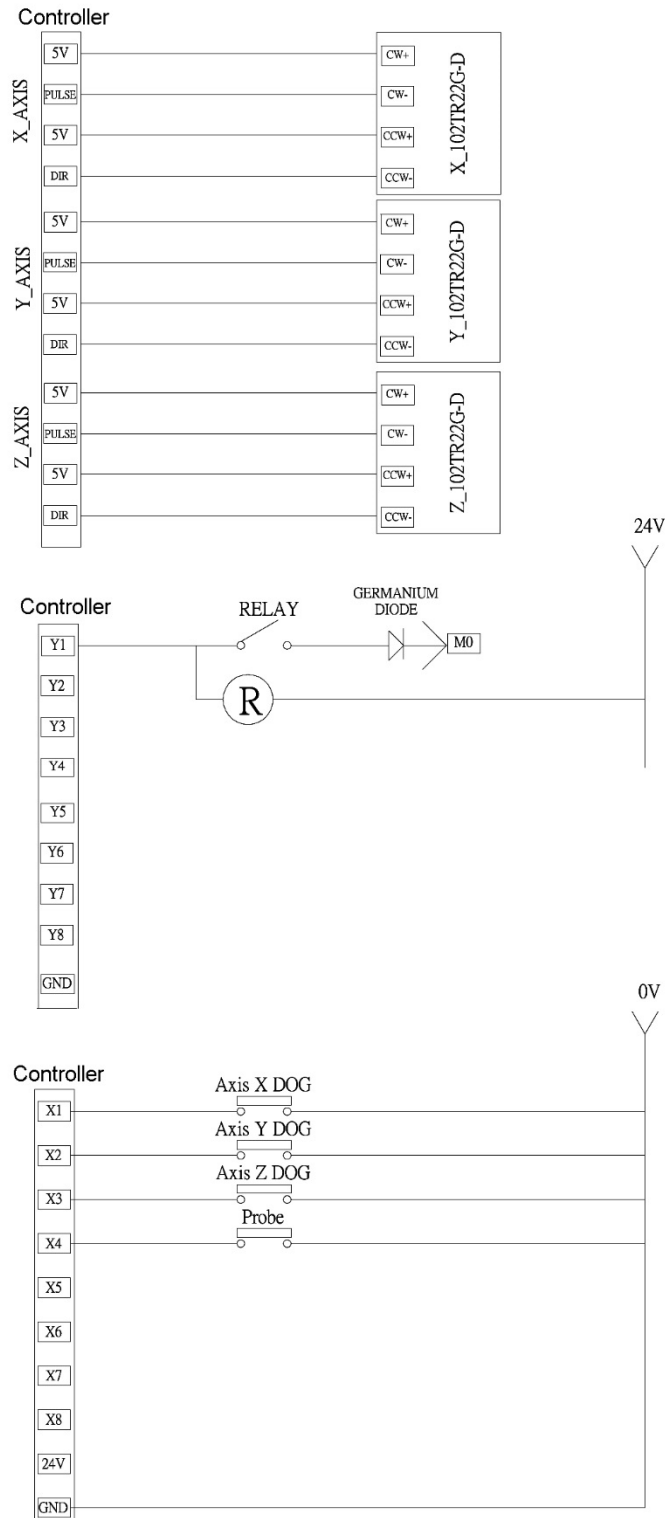 Controller
X_AXIS
5V
PULSE
5V
DIR
CW+
CW-
CCW+
CCW-
X_102TR22G-D
Y_AXIS
5V
PULSE
5V
DIR
CW+
CW-
CCW+
CCW-
Y_102TR22G-D
Z_AXIS
5V
PULSE
5V
DIR
CW+
CW-
CCW+
CCW-
Z_102TR22G-D
24V
Controller
RELAY
GERMANIUM
DIODE
Y1
M0
R
Y2
Y3
Y4
Y5
Y6
Y7
Y8
GND
0V
Controller
Axis X DOG
X1
Axis Y DOG
X2
Axis Z DOG
X3
Probe
X4
X5
X6
X7
X8
24V
GND